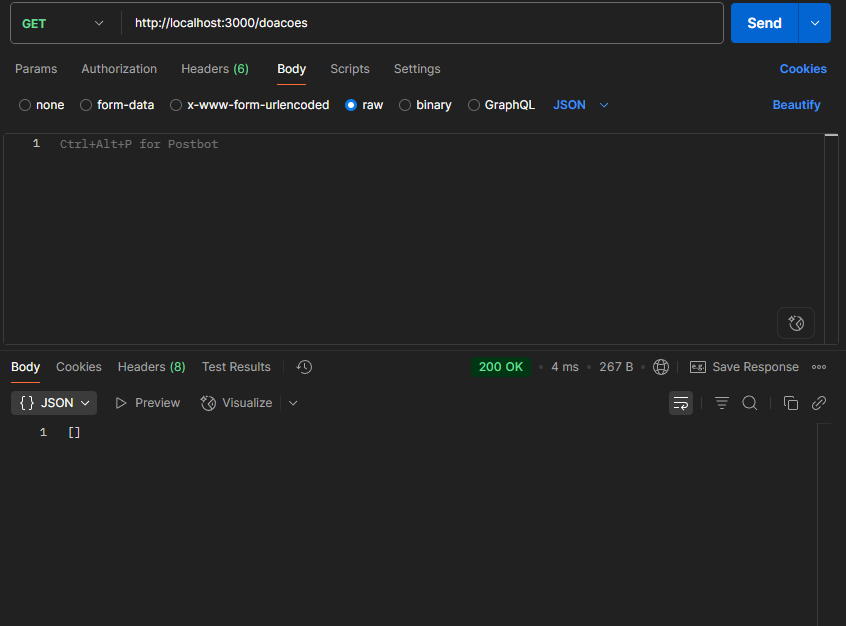 GET http://localhost:3000/doacoes Send
Params Authorization Headers (6) Body Scripts Settings Cookies
none form-data x-www-form-urlencoded raw binary GraphQL JSON Beautify
1 Ctrl+Alt+P for Postbot
Body Cookies Headers (8) Test Results 200 OK • 4 ms • 267 B • e.g. Save Response
{} JSON Preview Visualize
1 []